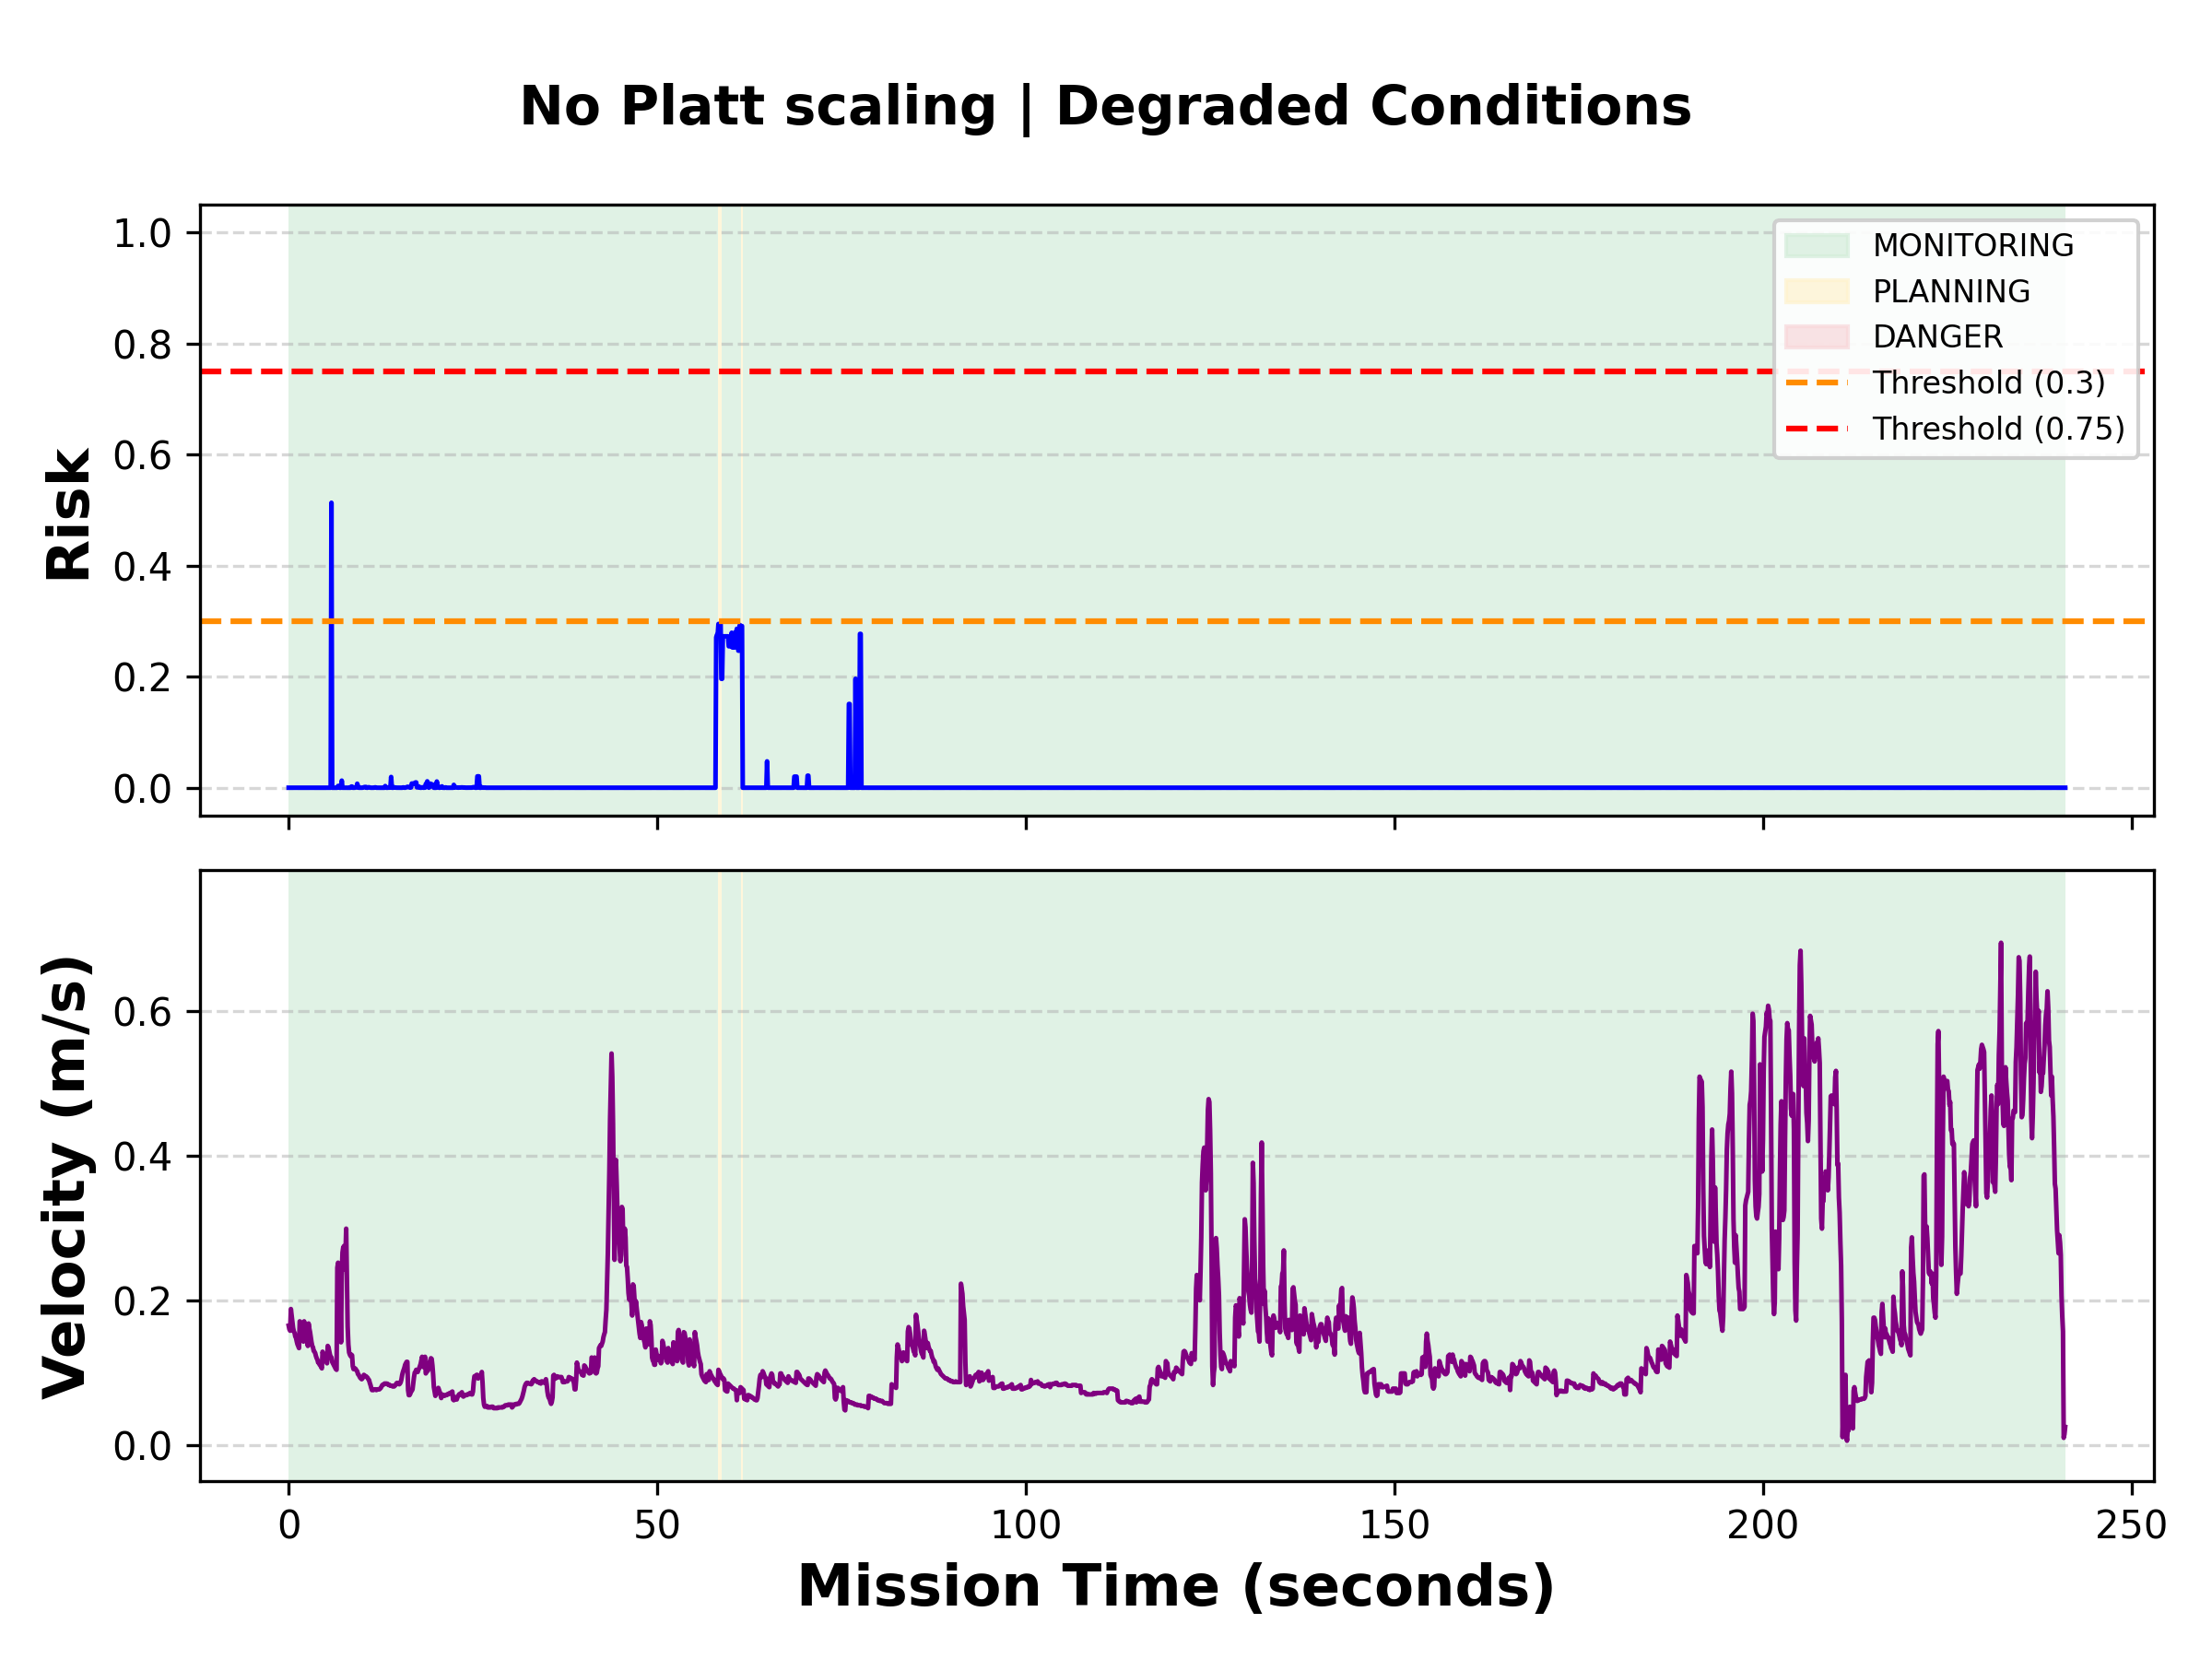 No Platt scaling | Degraded Conditions
1.0
0.8
0.6
0.4
0.2
0.0
Risk
MONITORING
PLANNING
DANGER
Threshold (0.3)
Threshold (0.75)
0.6
0.4
0.2
0.0
Velocity (m/s)
0 50 100 150 200 250
Mission Time (seconds)